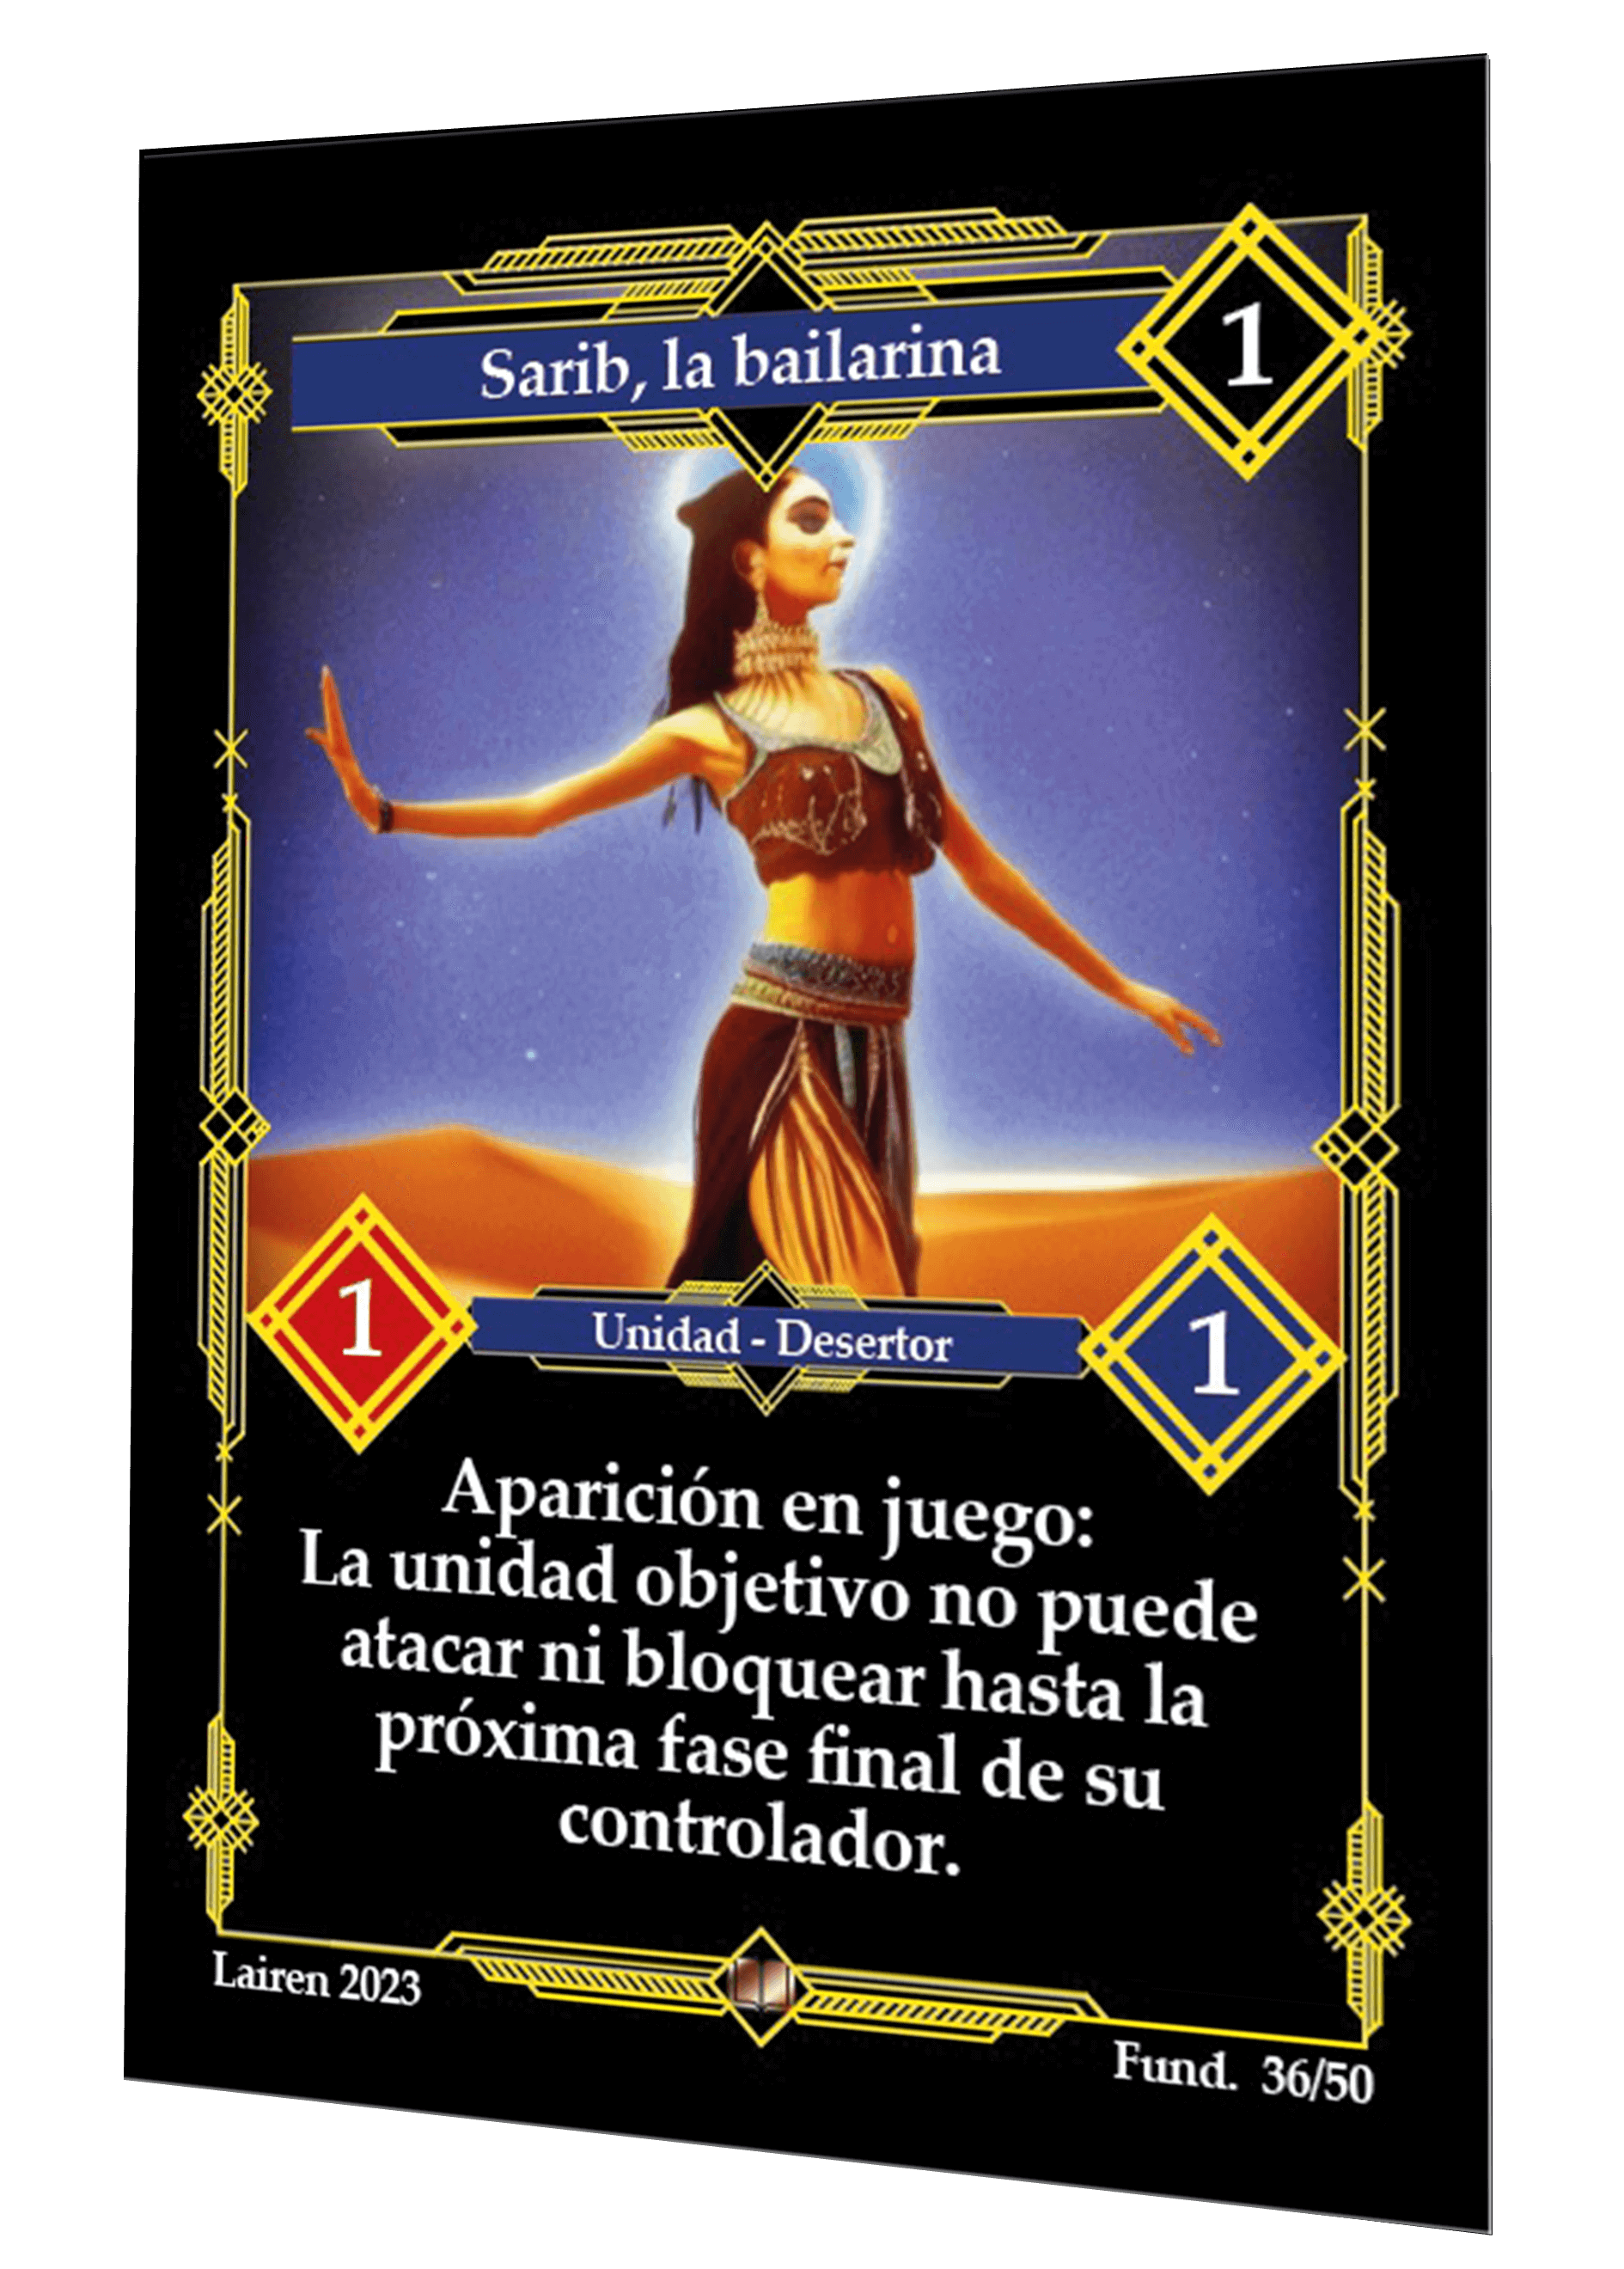 Sarib, la bailarina
1
1
Unidad - Desertor
1
Aparición en juego:
La unidad objetivo no puede
atacar ni bloquear hasta la
próxima fase final de su
controlador.
Lairen 2023
Fund. 36/50